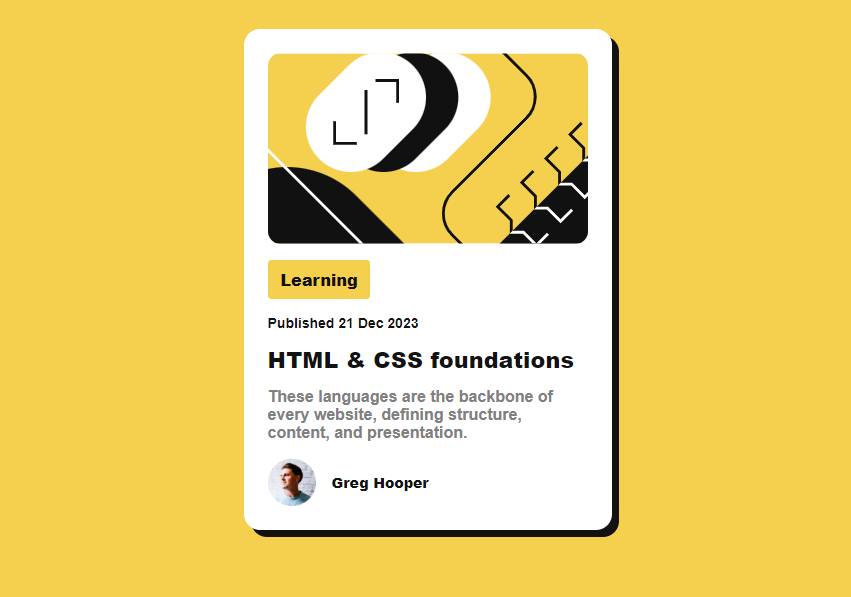 Learning
Published 21 Dec 2023
HTML & CSS foundations
These languages are the backbone of
every website, defining structure,
content, and presentation.
Greg Hooper